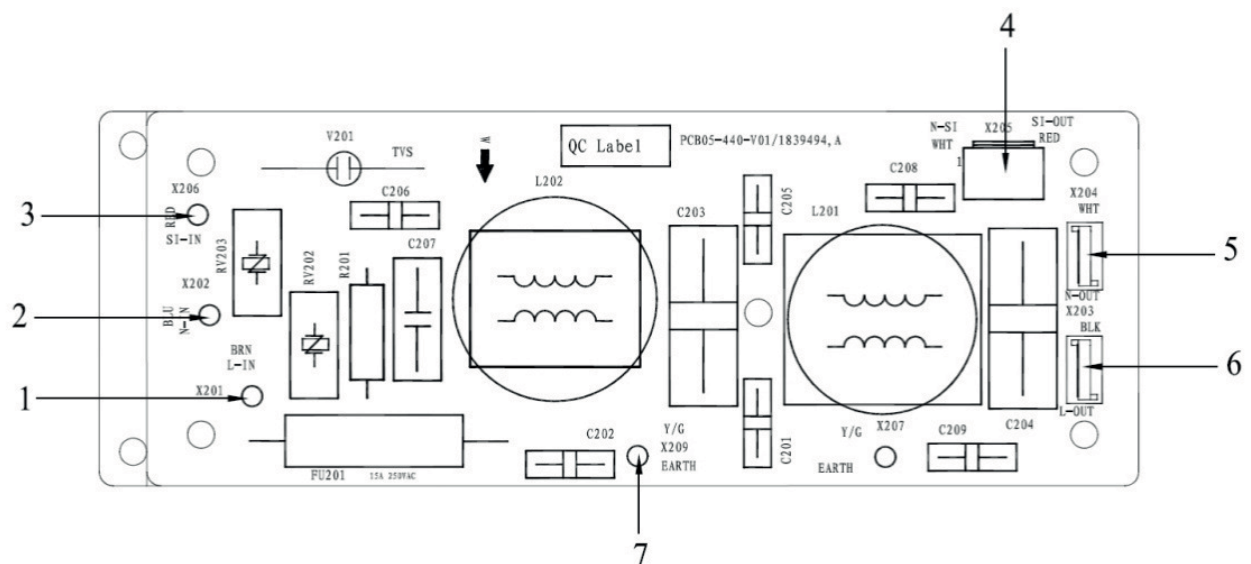 4
V201
TVS
W
QC Label
PCB05-440-V01/1839494,A
N-SI
WHT
X205
SI-OUT
RED
1
X206
RED
SI-IN
3
C206
L202
C203
C205
C208
L201
X204
WHT
5
N-OUT
RV203
X202
BLU
N-IN
2
RV202
R201
C207
X203
BLK
6
L-OUT
BRN
L-IN
X201
1
FU201
15A 250VAC
C202
Y/G
X209
EARTH
C201
Y/G
X207
EARTH
C209
C204
7